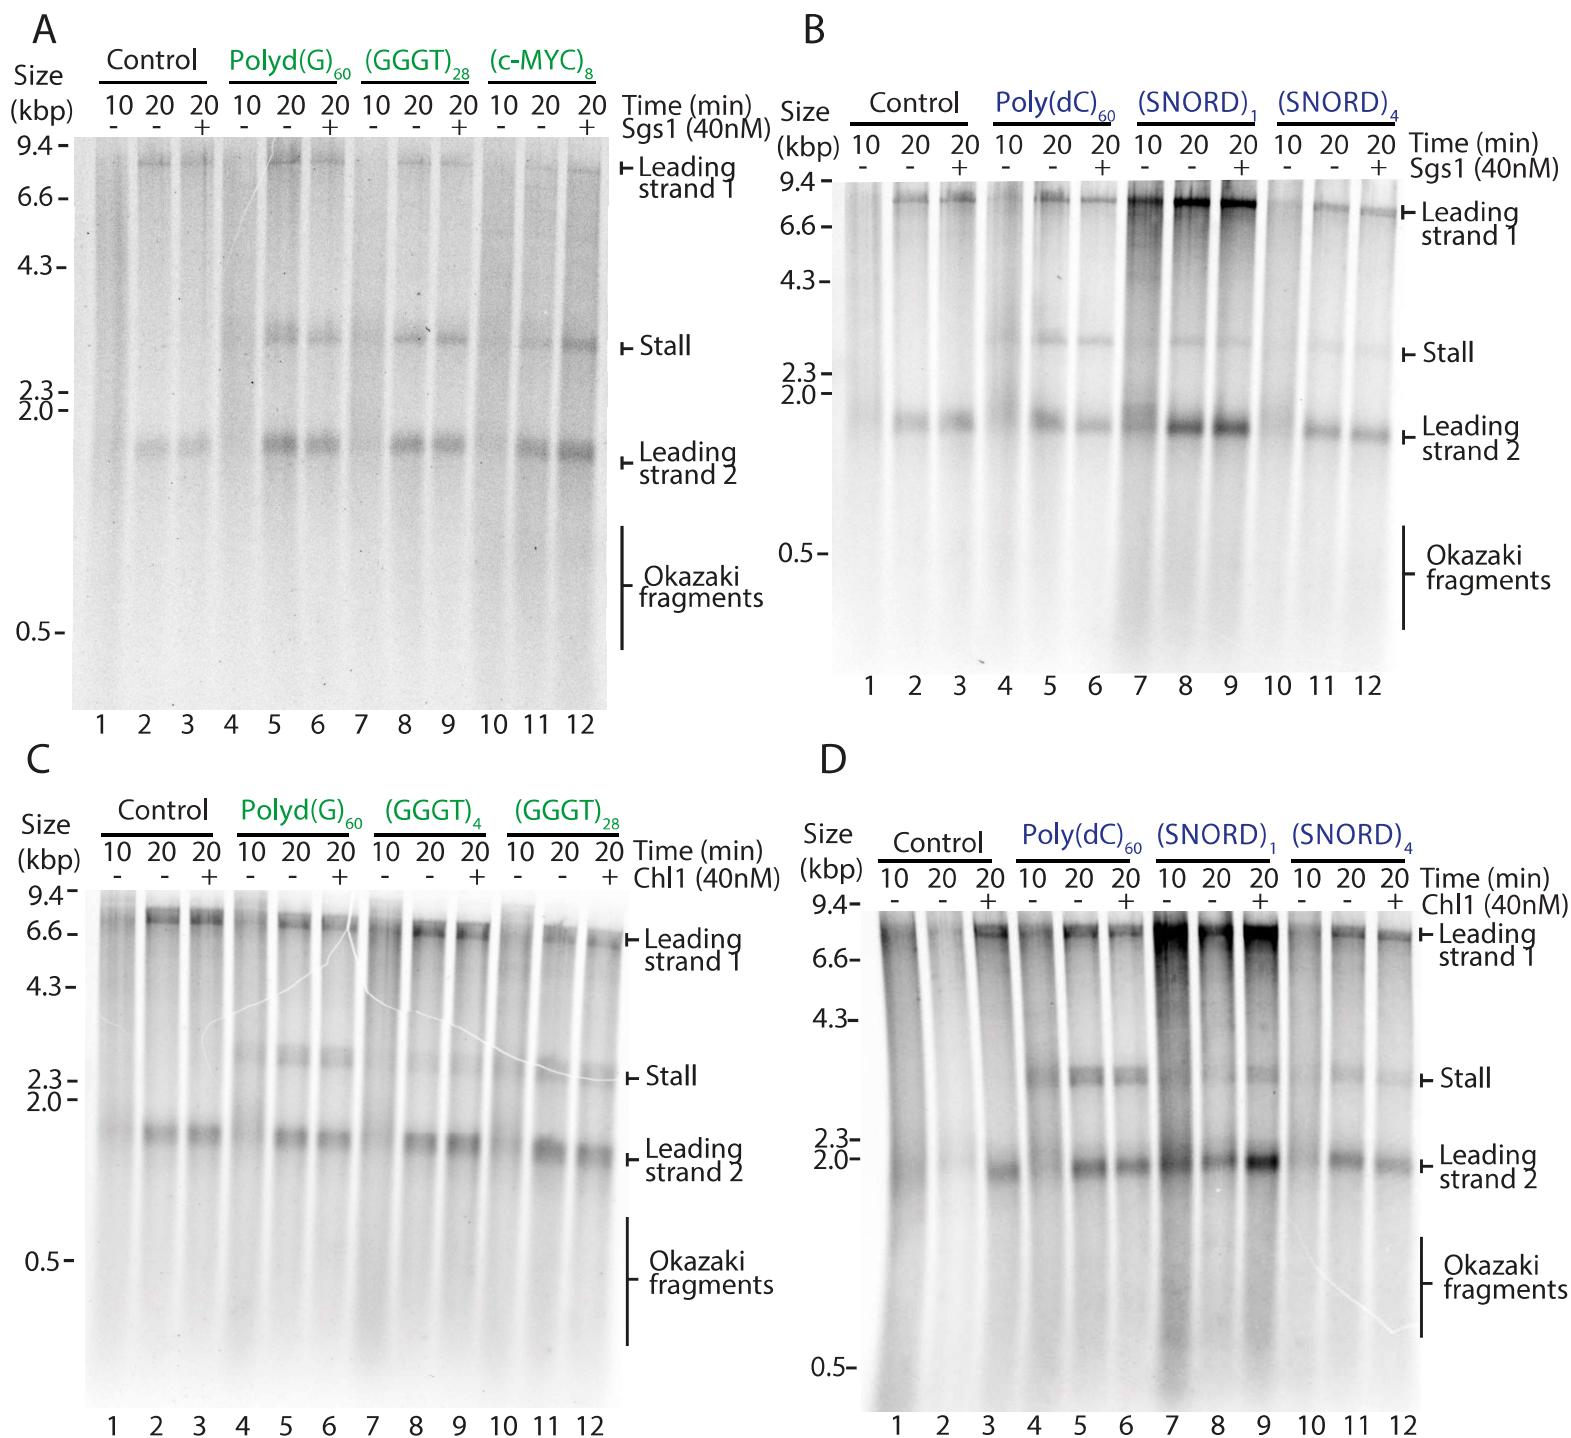 A
Control Polyd(G)60 (GGGT)28 (c-MYC)8
Size
(kbp)
10 20 20 10 20 20 10 20 20 10 20 20 Time (min)
- - + - - + - - + - - + Sgs1 (40nM)
9.4
6.6
4.3
2.3
2.0
0.5
Leading
strand 1
Stall
Leading
strand 2
Okazaki
fragments
1 2 3 4 5 6 7 8 9 10 11 12
B
Control Poly(dC)60 (SNORD)1 (SNORD)4
Size
(kbp)
10 20 20 10 20 20 10 20 20 10 20 20 Time (min)
- - + - - + - - + - - + Sgs1 (40nM)
9.4
6.6
4.3
2.3
2.0
0.5
Leading
strand 1
Stall
Leading
strand 2
Okazaki
fragments
1 2 3 4 5 6 7 8 9 10 11 12
C
Control Polyd(G)60 (GGGT)4 (GGGT)28
Size
(kbp)
10 20 20 10 20 20 10 20 20 10 20 20 Time (min)
- - + - - + - - + - - + Chl1 (40nM)
9.4
6.6
4.3
2.3
2.0
0.5
Leading
strand 1
Stall
Leading
strand 2
Okazaki
fragments
1 2 3 4 5 6 7 8 9 10 11 12
D
Control Poly(dC)60 (SNORD)1 (SNORD)4
Size
(kbp)
10 20 20 10 20 20 10 20 20 10 20 20 Time (min)
- - + - - + - - + - - + Chl1 (40nM)
9.4
6.6
4.3
2.3
2.0
0.5
Leading
strand 1
Stall
Leading
strand 2
Okazaki
fragments
1 2 3 4 5 6 7 8 9 10 11 12